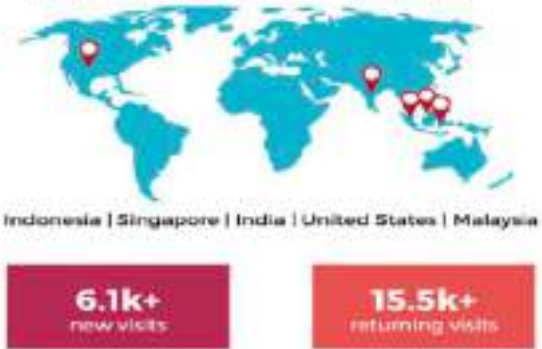 Indonesia | Singapore | India | United States | Malaysia
6.1k+
new visits
15.5k+
returning visits